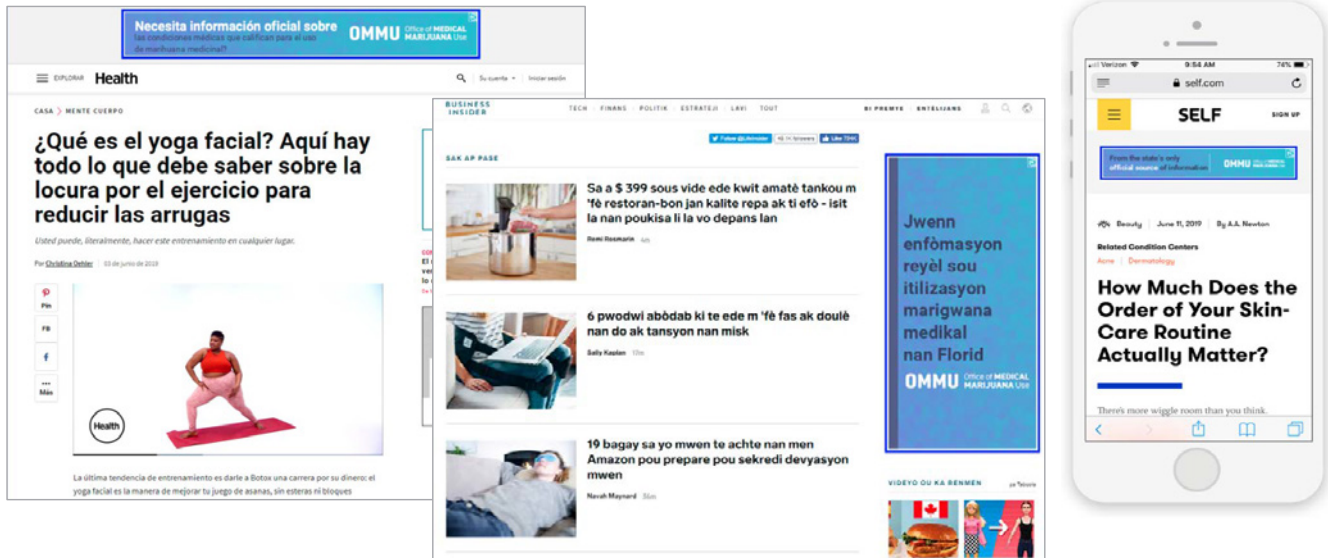 Necesita información oficial sobre
las condiciones médicas que califican para el uso
de marihuana medicinal?
OMMU Office of MEDICAL
MARIJUANA Use
EXPLORAR Health
Su cuenta Iniciar sesión
CASA > MENTE CUERPO
¿Qué es el yoga facial? Aquí hay
todo lo que debe saber sobre la
locura por el ejercicio para
reducir las arrugas
Usted puede, literalmente, hacer este entrenamiento en cualquier lugar.
Por Christina Oehler | 03 de junio de 2019
Pin
FB
Más
Health
La última tendencia de entrenamiento es darle a Botox una carrera por su dinero: el
yoga facial es la manera de mejorar tu juego de asanas, sin esteras ni bloques
BUSINESS
INSIDER
TECH FINANS POLITIK ESTRATEJI LAVI TOUT
BI PREMYE ENTÈLIJANS
SAK AP PASE
Sa a $ 399 sous vide ede kwit amatè tankou m
'fè restoran-bon jan kalite repa ak ti efò - isit
la nan poukisa li la vo depans lan
Remi Rosmarin
6 pwodwi abòdab ki te ede m 'fè fas ak doulè
nan do ak tansyon nan misk
Sally Kaplan
19 bagay sa yo mwen te achte nan men
Amazon pou prepare pou sekredi devyasyon
mwen
Navah Maynard
Jwenn
enfòmasyon
reyèl sou
itilizasyon
marigwana
medikal
nan Florid
OMMU Office of MEDICAL
MARIJUANA Use
VIDEYO OU KA RENMEN
Verizon 9:54 AM 74%
self.com
SELF
SIGN UP
From the state's only
official source of information
OMMU
Beauty | June 11, 2019 | By A.A. Newton
Related Condition Centers
Acne | Dermatology
How Much Does the
Order of Your Skin-
Care Routine
Actually Matter?
There's more wiggle room than you think.